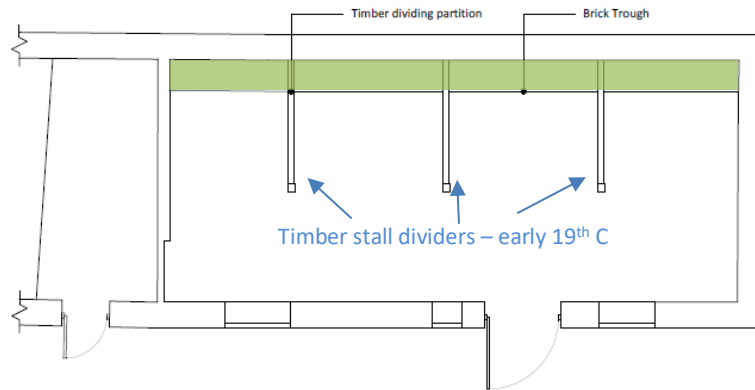 Timber dividing partition
Brick Trough
Timber stall dividers – early 19th C